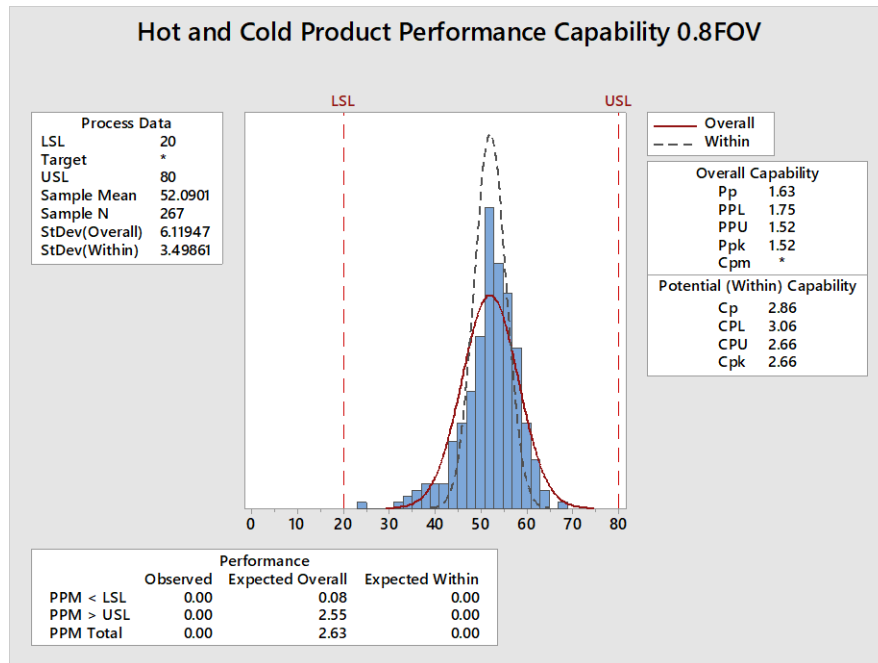 Hot and Cold Product Performance Capability 0.8FOV
LSL USL
Process Data
LSL 20
Target *
USL 80
Sample Mean 52.0901
Sample N 267
StDev(Overall) 6.11947
StDev(Within) 3.49861
Overall
Within
Overall Capability
Pp 1.63
PPL 1.75
PPU 1.52
Ppk 1.52
Cpm *
Potential (Within) Capability
Cp 2.86
CPL 3.06
CPU 2.66
Cpk 2.66
0 10 20 30 40 50 60 70 80
Performance
Observed Expected Overall Expected Within
PPM < LSL 0.00 0.08 0.00
PPM > USL 0.00 2.55 0.00
PPM Total 0.00 2.63 0.00